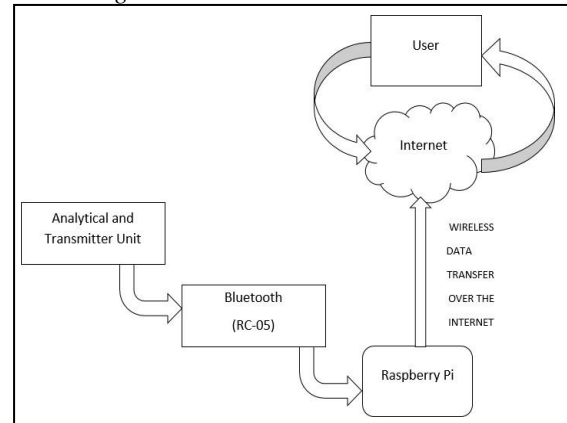 User
Internet
Analytical and
Transmitter Unit
WIRELESS
DATA
TRANSFER
OVER THE
INTERNET
Bluetooth
(RC-05)
Raspberry Pi